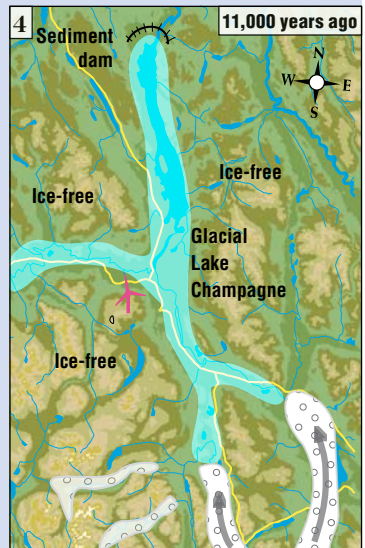 4
11,000 years ago
Sediment
dam
N
W
E
S
Ice-free
Ice-free
Glacial
Lake
Champagne
Ice-free